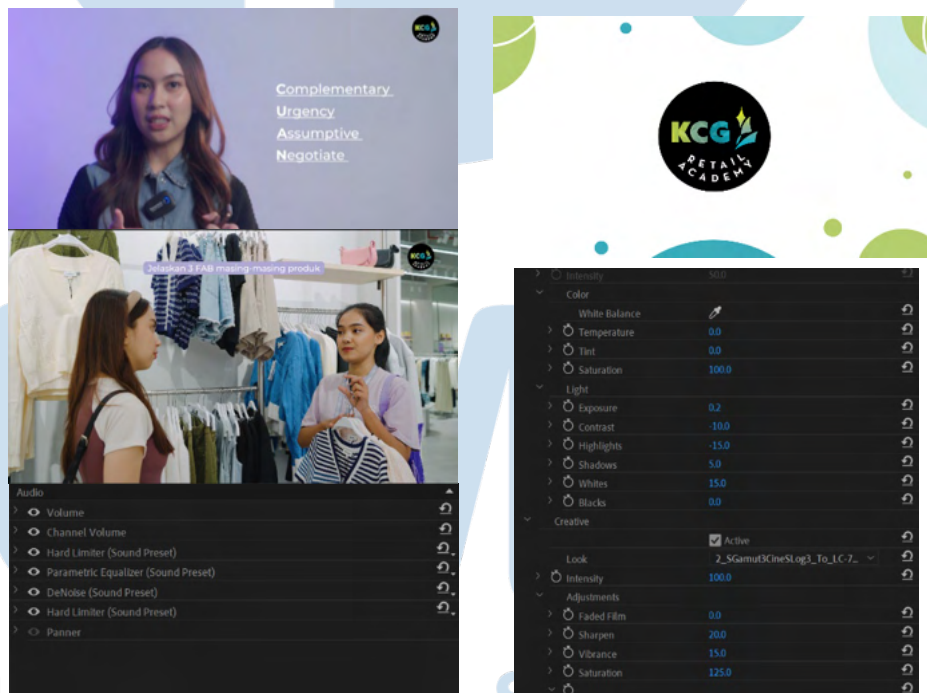 KCG
Complementary
Urgency
Assumptive
Negotiate
KCG
Jelaskan 3 FAB masing-masing produk
Audio
Volume
Channel Volume
Hard Limiter (Sound Preset)
Parametric Equalizer (Sound Preset)
DeNoise (Sound Preset)
Hard Limiter (Sound Preset)
Panner
KCG
RETAIL
ACADEMY
Intensity 50.0
Color
White Balance
Temperature 0.0
Tint 0.0
Saturation 100.0
Light
Exposure 0.2
Contrast -10.0
Highlights -15.0
Shadows 5.0
Whites 15.0
Blacks 0.0
Creative
Active
Look 2_SGamut3CineSLog3_To_LC-7...
Intensity 100.0
Adjustments
Faded Film 0.0
Sharpen 20.0
Vibrance 15.0
Saturation 125.0